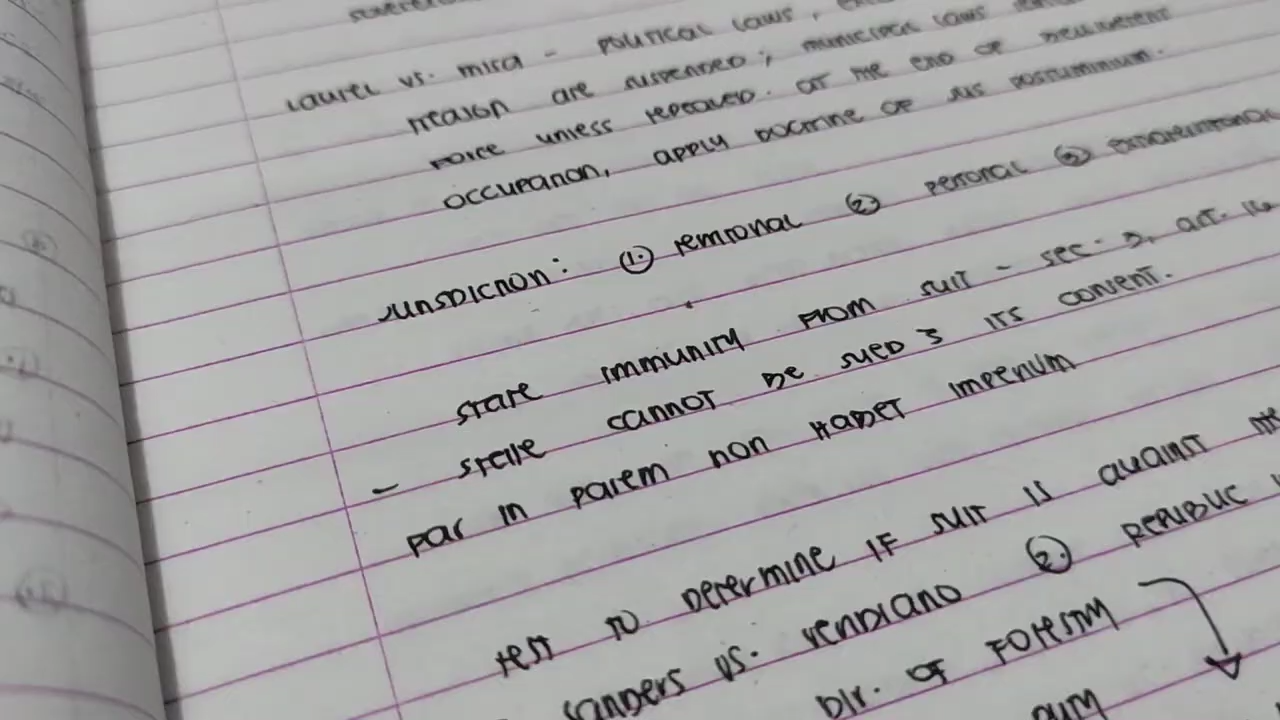 Laurel vs. misa - political laws,
treason are suspended; municipal laws
force unless repealed. at the end of belligerent
occupation, apply doctrine of jus postliminium.
jurisdiction: ① territorial ② personal ③ extraterritorial
state immunity from suit - sec. 3, art. 16
- state cannot be sued s its consent.
par in parem non habet imperium
test to determine if suit is against the
sanders vs. veridiano ② republic
Dir. of Forestry